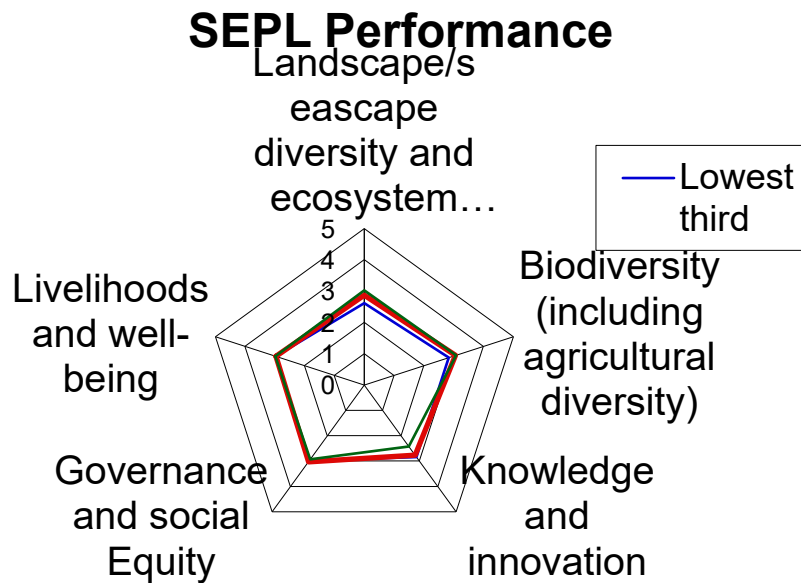 SEPL Performance
Landscape/s
eascape
diversity and
ecosystem…
Lowest
third
5
4
3
2
1
0
Biodiversity
(including
agricultural
diversity)
Livelihoods
and well-
being
Governance
and social
Equity
Knowledge
and
innovation